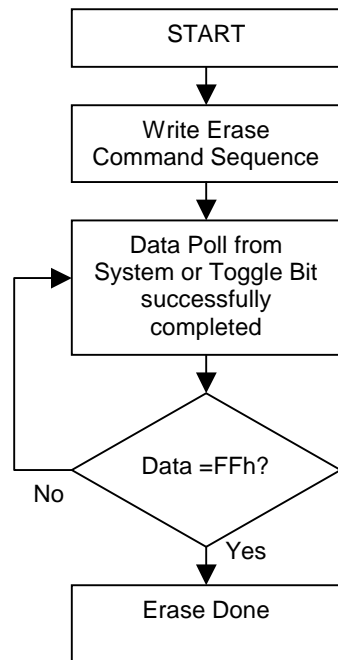 START
Write Erase
Command Sequence
Data Poll from
System or Toggle Bit
successfully
completed
Data =FFh?
No
Yes
Erase Done